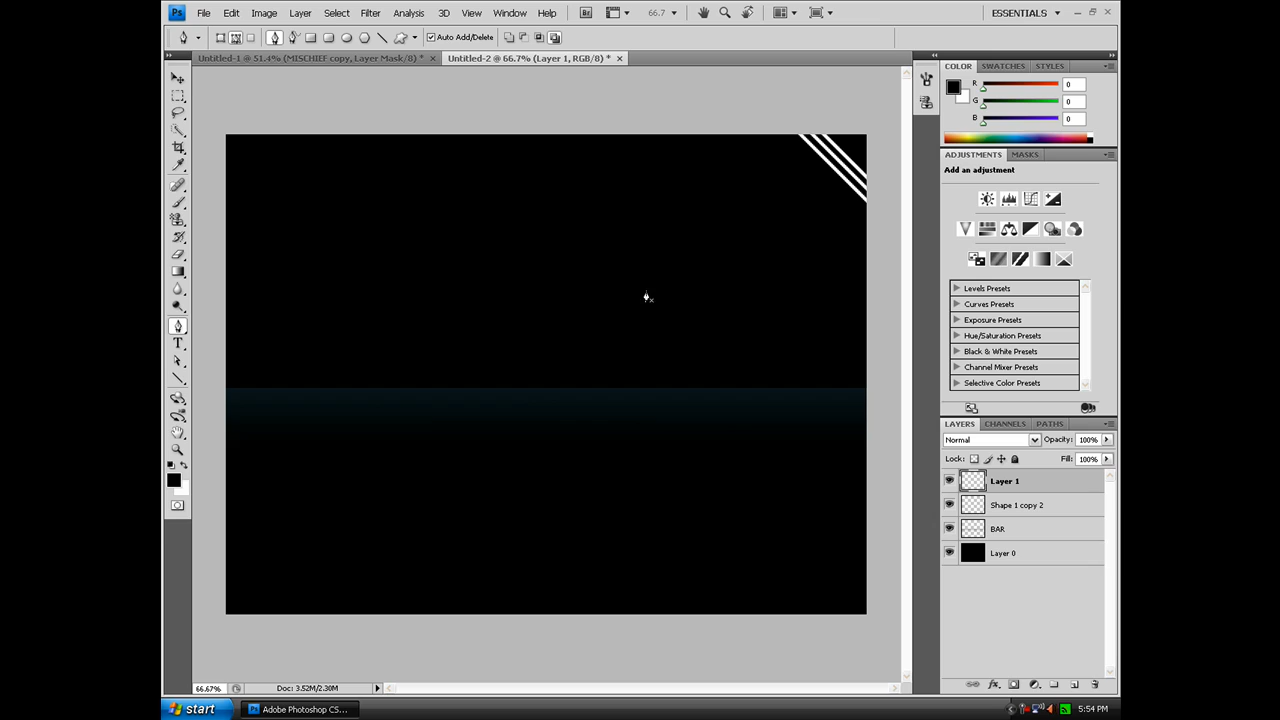 Ps File Edit Image Layer Select Filter Analysis 3D View Window Help Br 66.7 ESSENTIALS
Auto Add/Delete
Untitled-1 @ 51.4% (MISCHIEF copy, Layer Mask/8) * Untitled-2 @ 66.7% (Layer 1, RGB/8) *
COLOR SWATCHES STYLES
R 0
G 0
B 0
ADJUSTMENTS MASKS
Add an adjustment
Levels Presets
Curves Presets
Exposure Presets
Hue/Saturation Presets
Black & White Presets
Channel Mixer Presets
Selective Color Presets
LAYERS CHANNELS PATHS
Normal Opacity: 100%
Lock: Fill: 100%
Layer 1
Shape 1 copy 2
BAR
Layer 0
66.67% Doc: 3.52M/2.30M
start Ps Adobe Photoshop CS... 5:54 PM